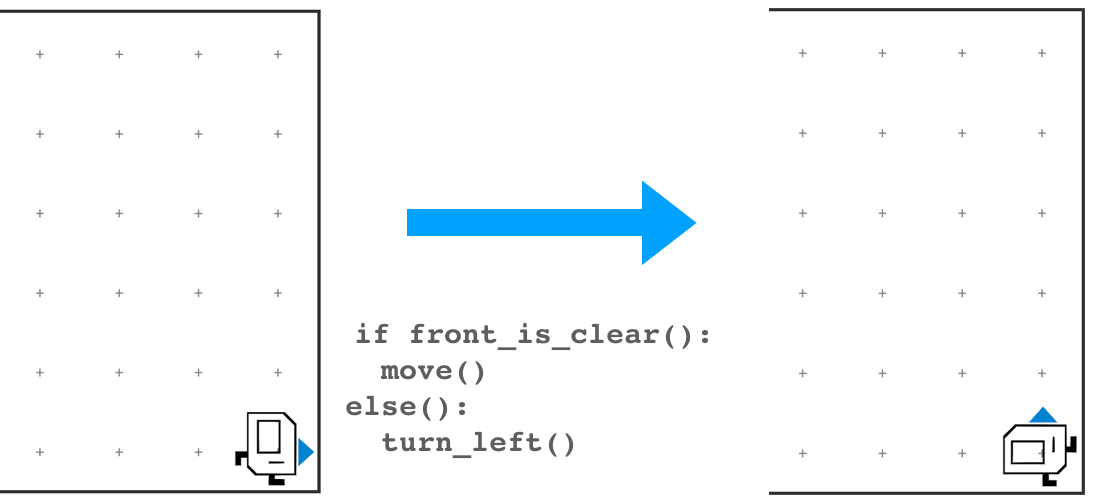 if front_is_clear():
move()
else():
turn_left()